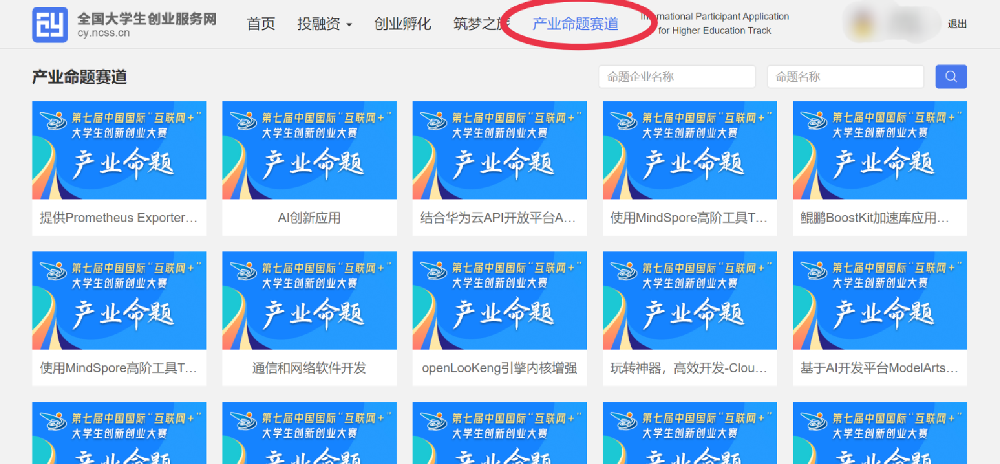 全国大学生创业服务网
cy.ncss.cn
首页
投融资
创业孵化
筑梦之旅
产业命题赛道
International Participant Application
for Higher Education Track
退出
产业命题赛道
命题企业名称
命题名称
第七届中国国际“互联网+”
大学生创新创业大赛
产业命题
第七届中国国际“互联网+”
大学生创新创业大赛
产业命题
第七届中国国际“互联网+”
大学生创新创业大赛
产业命题
第七届中国国际“互联网+”
大学生创新创业大赛
产业命题
第七届中国国际“互联网+”
大学生创新创业大赛
产业命题
提供Prometheus Exporter...
AI创新应用
结合华为云API开放平台A...
使用MindSpore高阶工具T...
鲲鹏BoostKit加速库应用...
第七届中国国际“互联网+”
大学生创新创业大赛
产业命题
第七届中国国际“互联网+”
大学生创新创业大赛
产业命题
第七届中国国际“互联网+”
大学生创新创业大赛
产业命题
第七届中国国际“互联网+”
大学生创新创业大赛
产业命题
第七届中国国际“互联网+”
大学生创新创业大赛
产业命题
使用MindSpore高阶工具T...
通信和网络软件开发
openLooKeng引擎内核增强
玩转神器，高效开发-Clou...
基于AI开发平台ModelArts...
第七届中国国际“互联网+”
大学生创新创业大赛
产业命题
第七届中国国际“互联网+”
大学生创新创业大赛
产业命题
第七届中国国际“互联网+”
大学生创新创业大赛
产业命题
第七届中国国际“互联网+”
大学生创新创业大赛
产业命题
第七届中国国际“互联网+”
大学生创新创业大赛
产业命题